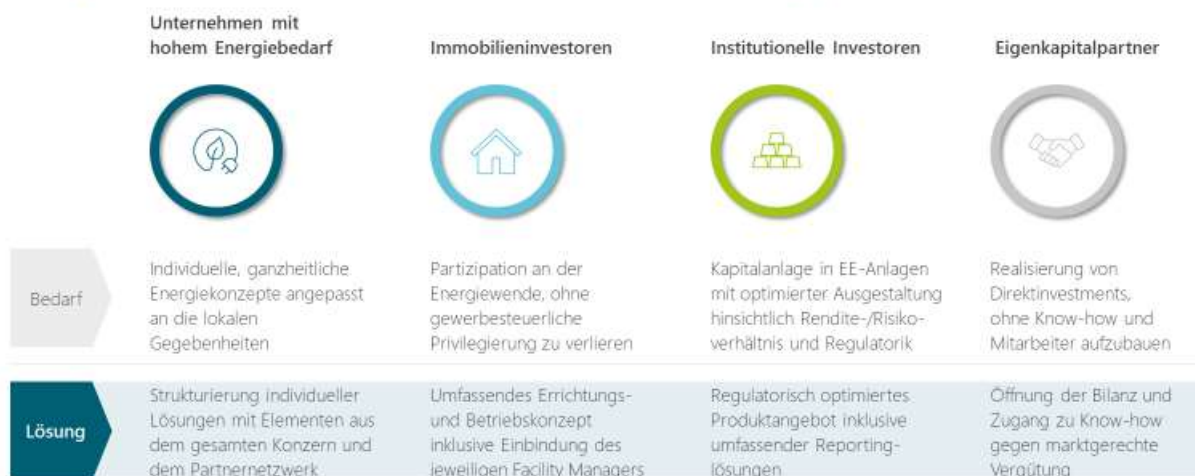 Unternehmen mit
hohem Energiebedarf
Immobilieninvestoren
Institutionelle Investoren
Eigenkapitalpartner
Bedarf
Individuelle, ganzheitliche
Energiekonzepte angepasst
an die lokalen
Gegebenheiten
Partizipation an der
Energiewende, ohne
gewerbesteuerliche
Privilegierung zu verlieren
Kapitalanlage in EE-Anlagen
mit optimierter Ausgestaltung
hinsichtlich Rendite-/Risiko-
verhältnis und Regulatorik
Realisierung von
Direktinvestments,
ohne Know-how und
Mitarbeiter aufzubauen
Lösung
Strukturierung individueller
Lösungen mit Elementen aus
dem gesamten Konzern und
dem Partnernetzwerk
Umfassendes Errichtungs-
und Betriebskonzept
inklusive Einbindung des
jeweiligen Facility Managers
Regulatorisch optimiertes
Produktangebot inklusive
umfassender Reporting-
lösungen
Öffnung der Bilanz und
Zugang zu Know-how
gegen marktgerechte
Vergütung